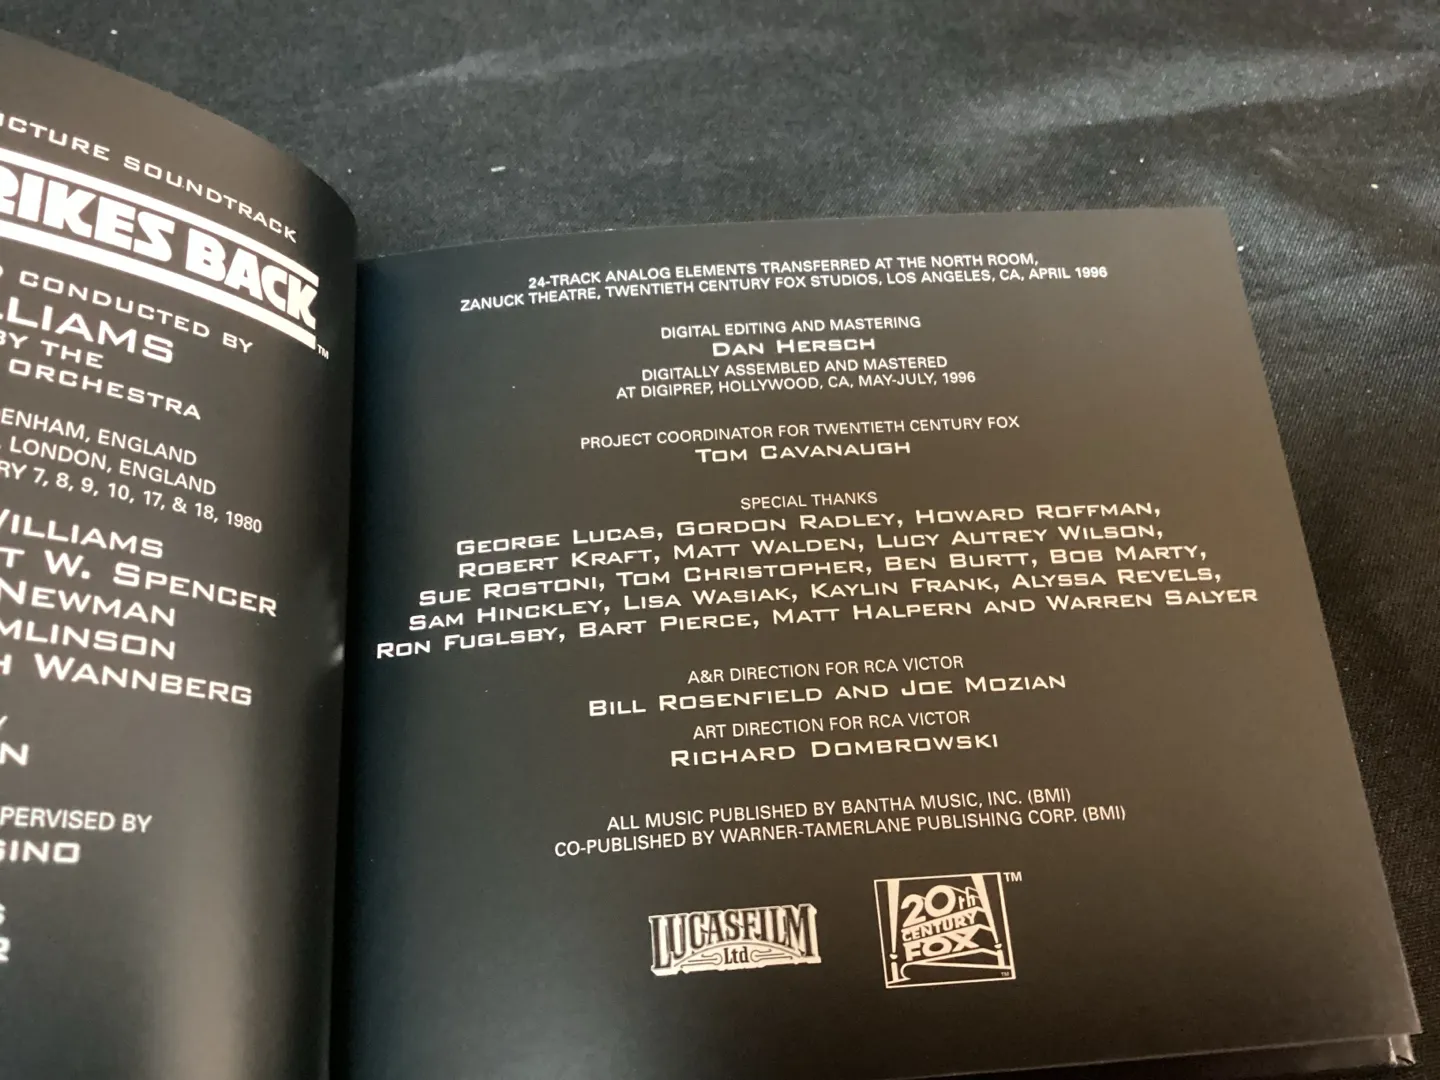 ICTURE SOUNDTRACK
RIKES BACK
TM
CONDUCTED BY
LLIAMS
BY THE
ORCHESTRA
ENHAM, ENGLAND
LONDON, ENGLAND
RY 7, 8, 9, 10, 17, & 18, 1980
WILLIAMS
T W. SPENCER
NEWMAN
MLINSON
H WANNBERG
Y
N
PERVISED BY
SINO
24-TRACK ANALOG ELEMENTS TRANSFERRED AT THE NORTH ROOM,
ZANUCK THEATRE, TWENTIETH CENTURY FOX STUDIOS, LOS ANGELES, CA, APRIL 1996
DIGITAL EDITING AND MASTERING
DAN HERSCH
DIGITALLY ASSEMBLED AND MASTERED
AT DIGIPREP, HOLLYWOOD, CA, MAY-JULY, 1996
PROJECT COORDINATOR FOR TWENTIETH CENTURY FOX
TOM CAVANAUGH
SPECIAL THANKS
GEORGE LUCAS, GORDON RADLEY, HOWARD ROFFMAN,
ROBERT KRAFT, MATT WALDEN, LUCY AUTREY WILSON,
SUE ROSTONI, TOM CHRISTOPHER, BEN BURTT, BOB MARTY,
SAM HINCKLEY, LISA WASIAK, KAYLIN FRANK, ALYSSA REVELS,
RON FUGLSBY, BART PIERCE, MATT HALPERN AND WARREN SALYER
A&R DIRECTION FOR RCA VICTOR
BILL ROSENFIELD AND JOE MOZIAN
ART DIRECTION FOR RCA VICTOR
RICHARD DOMBROWSKI
ALL MUSIC PUBLISHED BY BANTHA MUSIC, INC. (BMI)
CO-PUBLISHED BY WARNER-TAMERLANE PUBLISHING CORP. (BMI)
LUCASFILM
Ltd
20th
CENTURY
FOX
TM
TM